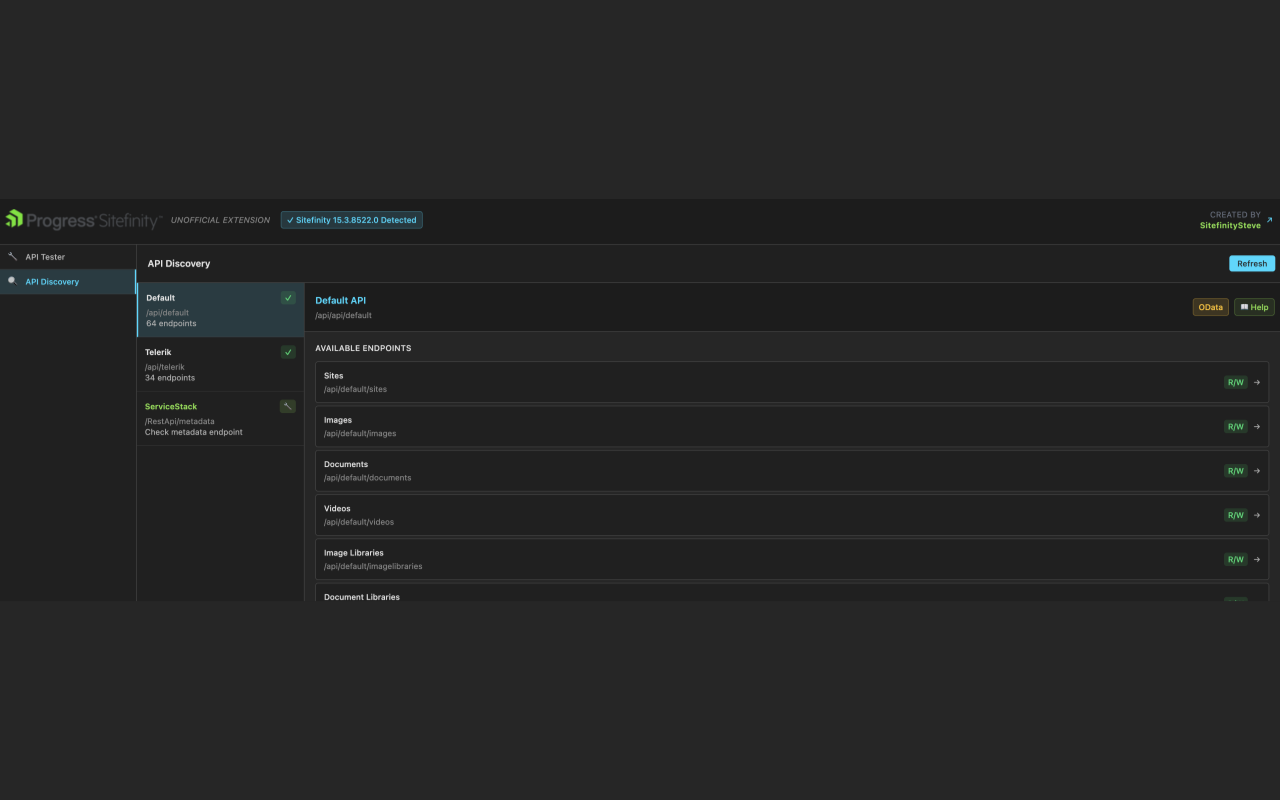 Progress Sitefinity
UNOFFICIAL EXTENSION
✓ Sitefinity 15.3.8522.0 Detected
CREATED BY
SitefinitySteve ↗
API Tester
API Discovery
API Discovery
Refresh
Default
✓
/api/default
64 endpoints
Telerik
✓
/api/telerik
34 endpoints
ServiceStack
/RestApi/metadata
Check metadata endpoint
Default API
/api/api/default
OData
Help
AVAILABLE ENDPOINTS
Sites
/api/default/sites
R/W →
Images
/api/default/images
R/W →
Documents
/api/default/documents
R/W →
Videos
/api/default/videos
R/W →
Image Libraries
/api/default/imagelibraries
R/W →
Document Libraries